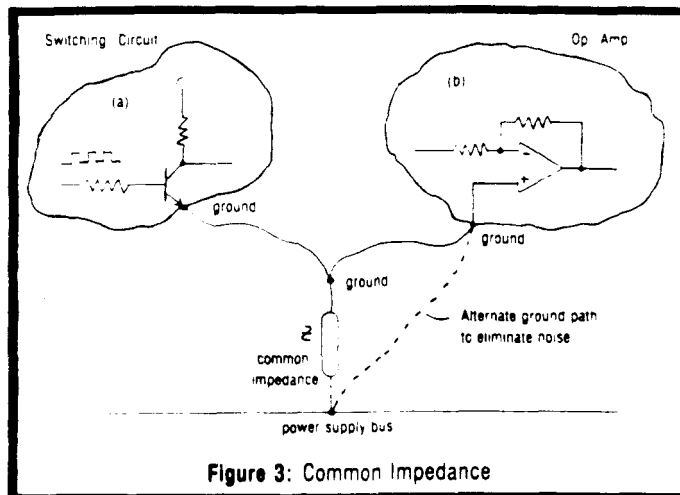 Switching Circuit
Op Amp
(a)
(b)
-
+
ground
ground
ground
Alternate ground path
to eliminate noise
common
impedance
power supply bus
Figure 3: Common Impedance